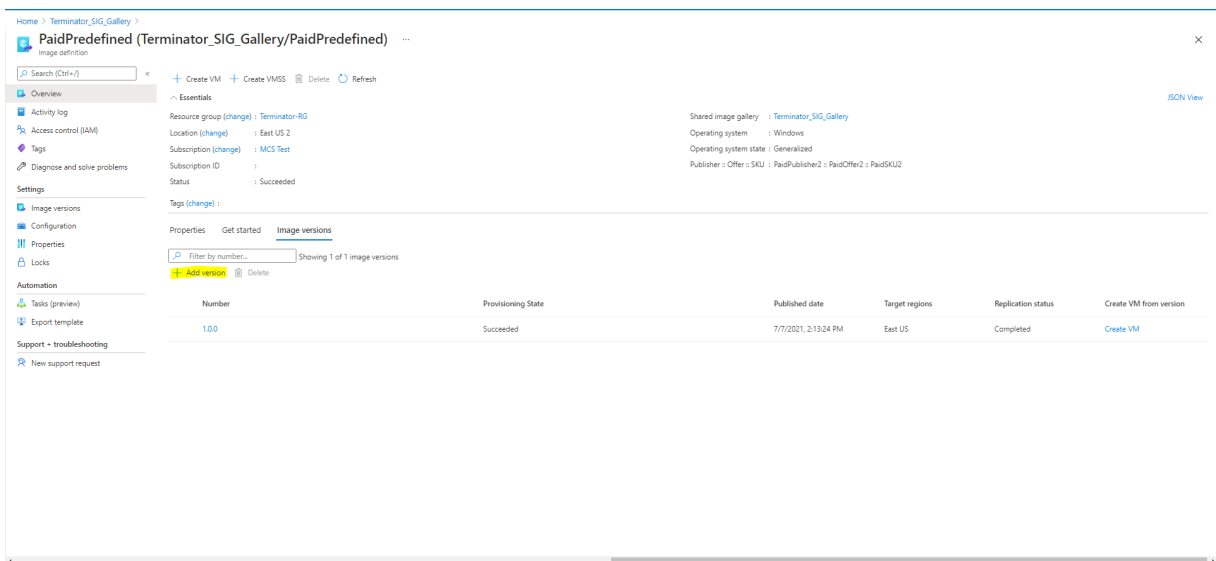 Home > Terminator_SIG_Gallery >
PaidPredefined (Terminator_SIG_Gallery/PaidPredefined) ...
Image definition
Search (Ctrl+/)
«
Overview
Activity log
Access control (IAM)
Tags
Diagnose and solve problems
Settings
Image versions
Configuration
Properties
Locks
Automation
Tasks (preview)
Export template
Support + troubleshooting
New support request
Create VM Create VMSS Delete Refresh
Essentials
JSON View
Resource group (change) : Terminator-RG
Location (change) : East US 2
Subscription (change) : MCS Test
Subscription ID :
Status : Succeeded
Shared image gallery : Terminator_SIG_Gallery
Operating system : Windows
Operating system state : Generalized
Publisher :: Offer :: SKU : PaidPublisher2 :: PaidOffer2 :: PaidSKU2
Tags (change) :
Properties Get started Image versions
Filter by number... Showing 1 of 1 image versions
Add version Delete
Number Provisioning State Published date Target regions Replication status Create VM from version
1.0.0 Succeeded 7/7/2021, 2:13:24 PM East US Completed Create VM